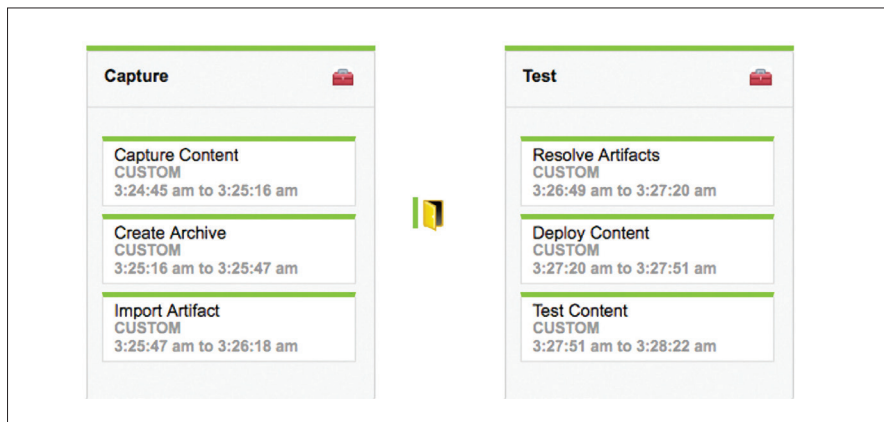 Capture
Capture Content
CUSTOM
3:24:45 am to 3:25:16 am
Create Archive
CUSTOM
3:25:16 am to 3:25:47 am
Import Artifact
CUSTOM
3:25:47 am to 3:26:18 am
Test
Resolve Artifacts
CUSTOM
3:26:49 am to 3:27:20 am
Deploy Content
CUSTOM
3:27:20 am to 3:27:51 am
Test Content
CUSTOM
3:27:51 am to 3:28:22 am